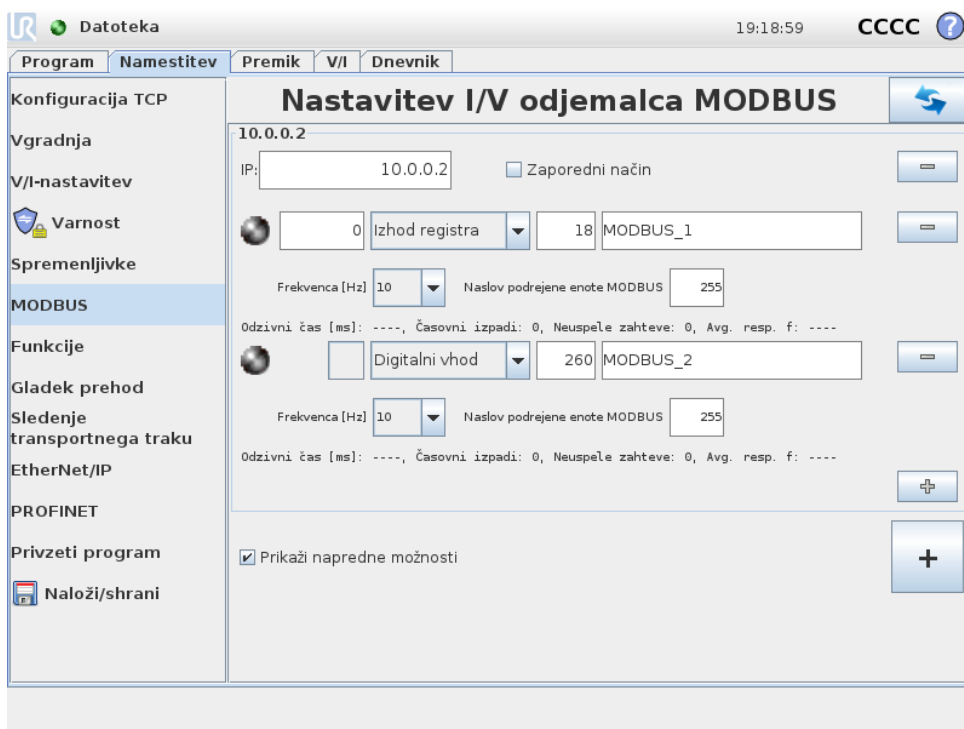 UR Datoteka 19:18:59 CCCC ?
Program Namestitev Premik V/I Dnevnik
Konfiguracija TCP
Vgradnja
V/I-nastavitev
Varnost
Spremenljivke
MODBUS
Funkcije
Gladek prehod
Sledenje
transportnega traku
EtherNet/IP
PROFINET
Privzeti program
Naloži/shrani
Nastavitev I/V odjemalca MODBUS
10.0.0.2
IP: 10.0.0.2 Zaporedni način
0 Izhod registra 18 MODBUS_1
Frekvenca [Hz] 10 Naslov podrejene enote MODBUS 255
Odzivni čas [ms]: ----, Časovni izpadi: 0, Neuspele zahteve: 0, Avg. resp. f: ----
Digitalni vhod 260 MODBUS_2
Frekvenca [Hz] 10 Naslov podrejene enote MODBUS 255
Odzivni čas [ms]: ----, Časovni izpadi: 0, Neuspele zahteve: 0, Avg. resp. f: ----
Prikaži napredne možnosti